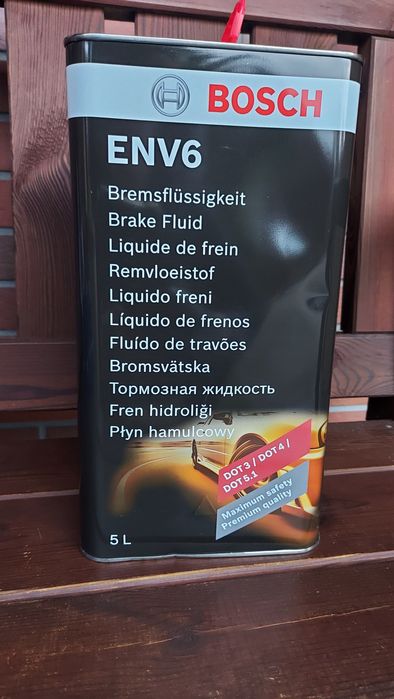 BOSCH
ENV6
Bremsflüssigkeit
Brake Fluid
Liquide de frein
Remvloeistof
Liquido freni
Líquido de frenos
Fluído de travões
Bromsvätska
Тормозная жидкость
Fren hidroliği
Płyn hamulcowy
DOT3 / DOT4 /
DOT5.1
Maximum safety
Premium quality
5 L